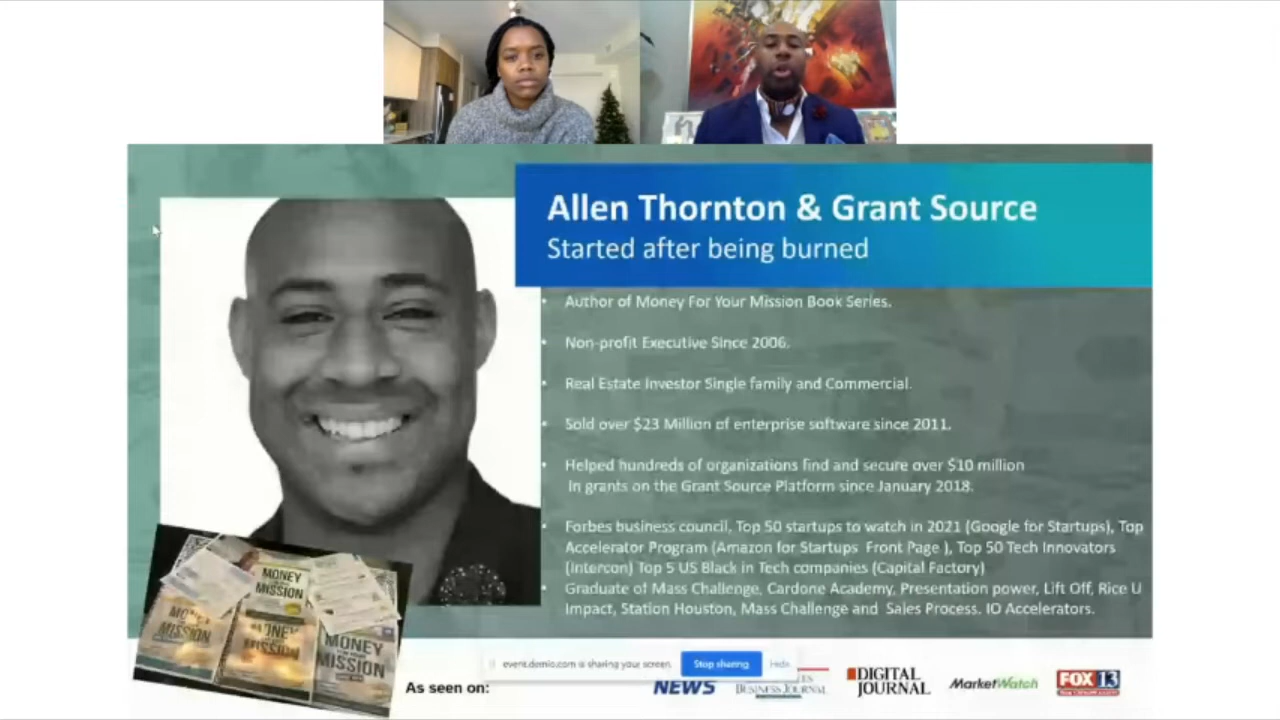 Allen Thornton & Grant Source
Started after being burned
• Author of Money For Your Mission Book Series.
• Non-profit Executive Since 2006.
• Real Estate Investor Single family and Commercial.
• Sold over $23 Million of enterprise software since 2011.
• Helped hundreds of organizations find and secure over $10 million
In grants on the Grant Source Platform since January 2018.
• Forbes business council, Top 50 startups to watch in 2021 (Google for Startups), Top
Accelerator Program (Amazon for Startups Front Page ), Top 50 Tech Innovators
(Intercon) Top 5 US Black in Tech companies (Capital Factory)
• Graduate of Mass Challenge, Cardone Academy, Presentation power, Lift Off, Rice U
Impact, Station Houston, Mass Challenge and Sales Process. IO Accelerators.
MONEY
MISSION
MISSION
MONEY
MISSION
MONEY
MISSION
event.demio.com is sharing your screen.
Stop sharing
Hide
As seen on:
NEWS
BUSINESS JOURNAL
DIGITAL
JOURNAL
MarketWatch
FOX 13